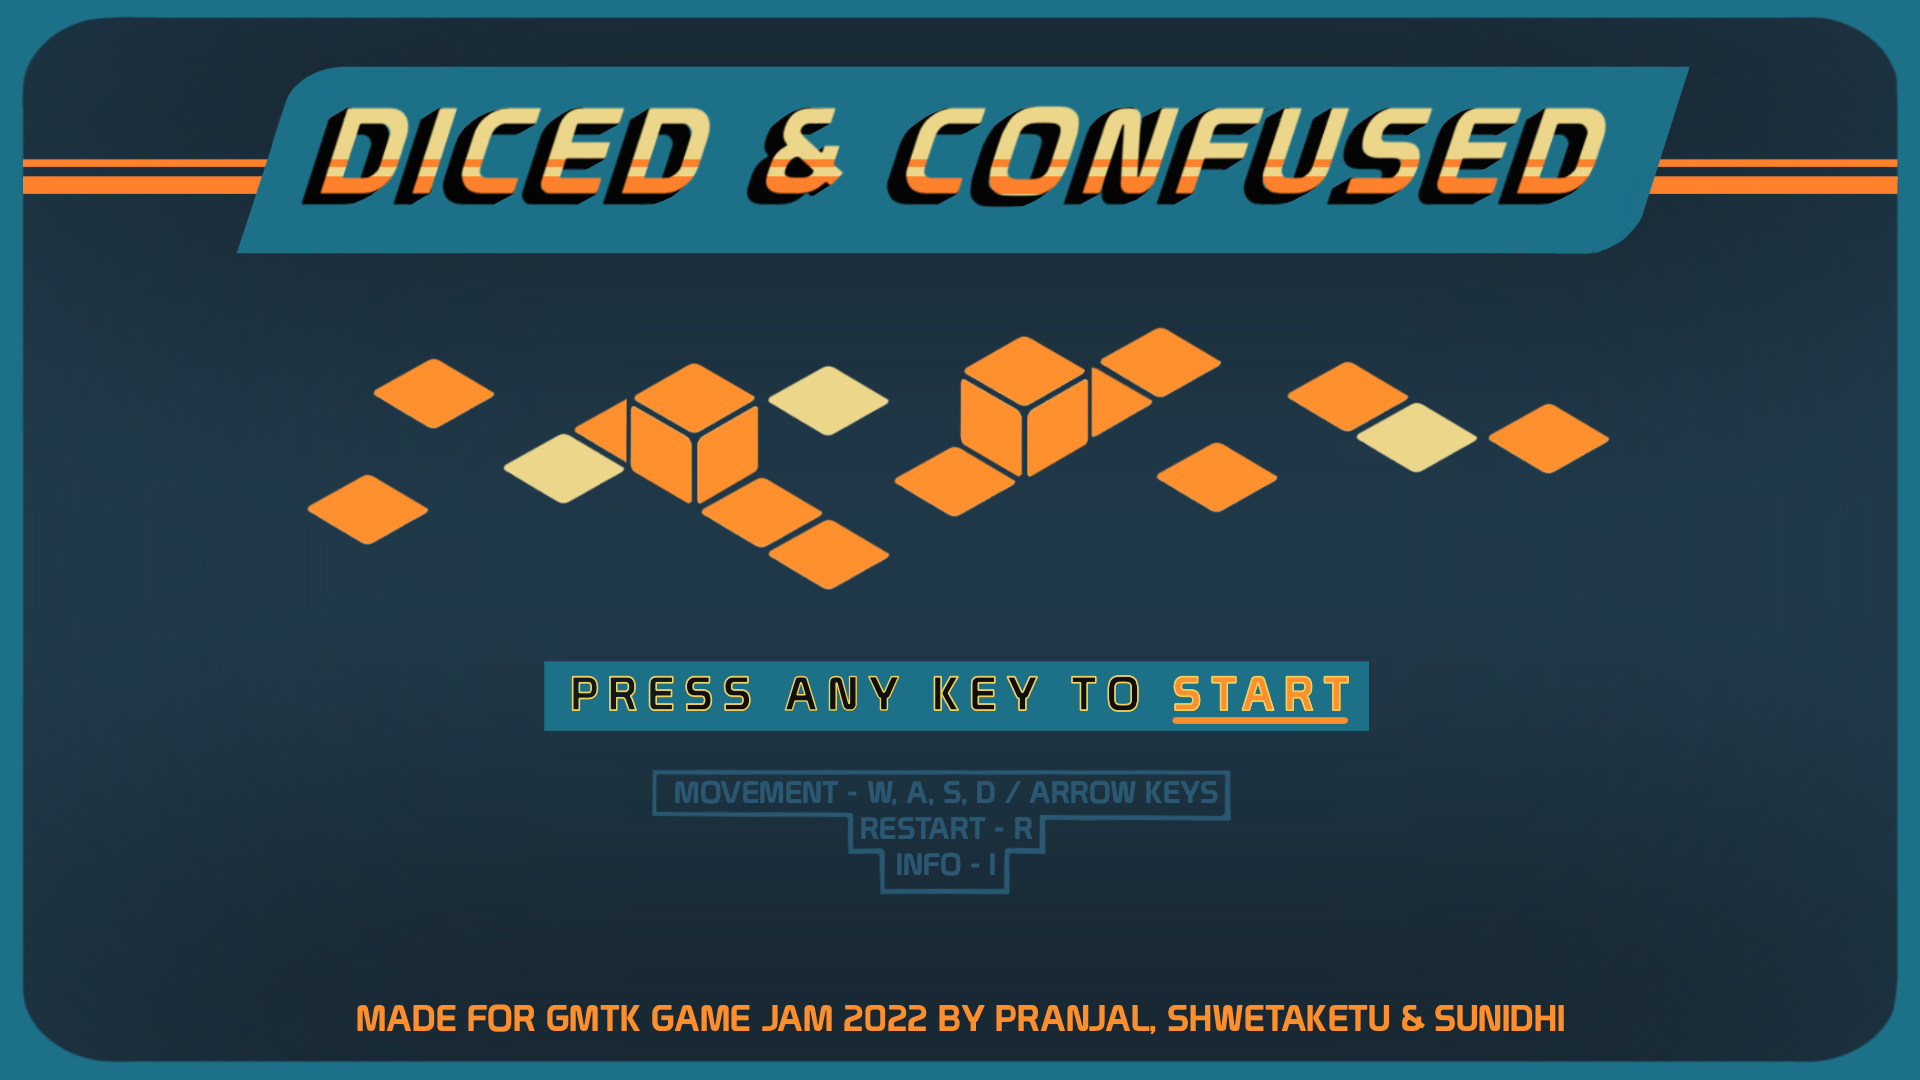 DICED & CONFUSED
PRESS ANY KEY TO START
MOVEMENT - W, A, S, D / ARROW KEYS
RESTART - R
INFO - I
MADE FOR GMTK GAME JAM 2022 BY PRANJAL, SHWETAKETU & SUNIDHI